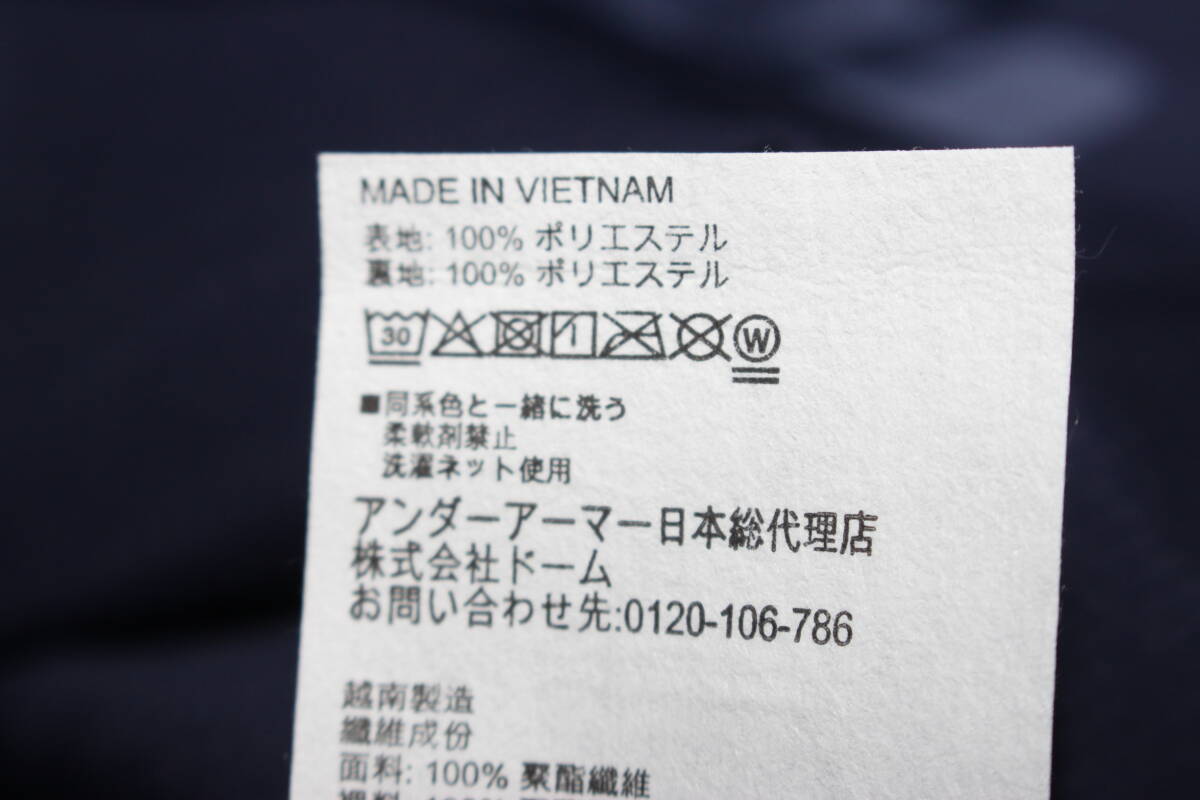 MADE IN VIETNAM
表地: 100% ポリエステル
裏地: 100% ポリエステル
30 W
■同系色と一緒に洗う
柔軟剤禁止
洗濯ネット使用
アンダーアーマー日本総代理店
株式会社ドーム
お問い合わせ先:0120-106-786
越南製造
纖維成份
面料: 100% 聚酯纖維
裡料: 100%